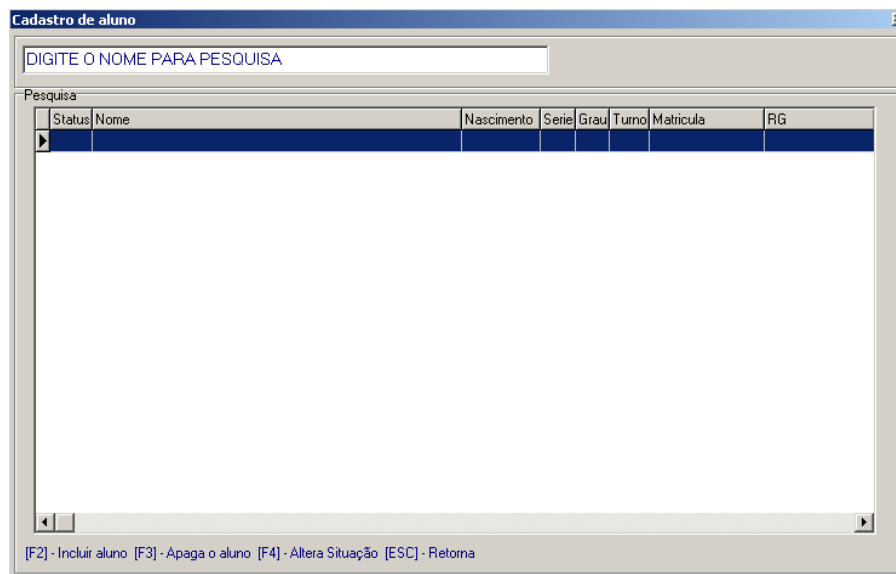 Cadastro de aluno
DIGITE O NOME PARA PESQUISA
Pesquisa
Status Nome Nascimento Serie Grau Turno Matricula RG
[F2] - Incluir aluno [F3] - Apaga o aluno [F4] - Altera Situação [ESC] - Retorna